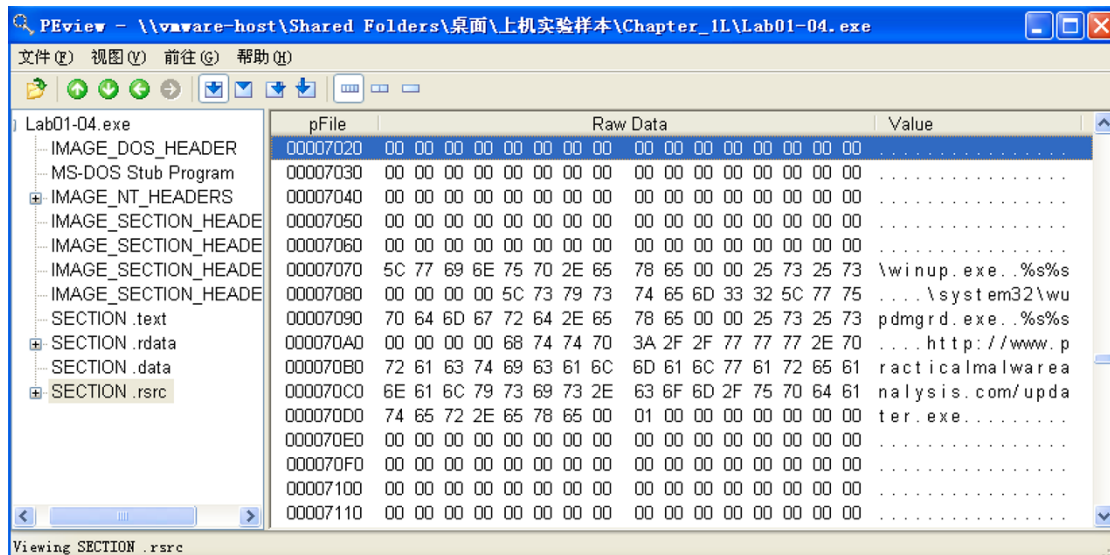 PEview - \\vmware-host\Shared Folders\桌面\上机实验样本\Chapter_1L\Lab01-04.exe
文件(F) 视图(V) 前往(G) 帮助(H)
Lab01-04.exe
IMAGE_DOS_HEADER
MS-DOS Stub Program
IMAGE_NT_HEADERS
IMAGE_SECTION_HEADE
IMAGE_SECTION_HEADE
IMAGE_SECTION_HEADE
IMAGE_SECTION_HEADE
SECTION .text
SECTION .rdata
SECTION .data
SECTION .rsrc
pFile Raw Data Value
00007020 00 00 00 00 00 00 00 00 00 00 00 00 00 00 00 00 ................
00007030 00 00 00 00 00 00 00 00 00 00 00 00 00 00 00 00 ................
00007040 00 00 00 00 00 00 00 00 00 00 00 00 00 00 00 00 ................
00007050 00 00 00 00 00 00 00 00 00 00 00 00 00 00 00 00 ................
00007060 00 00 00 00 00 00 00 00 00 00 00 00 00 00 00 00 ................
00007070 5C 77 69 6E 75 70 2E 65 78 65 00 00 25 73 25 73 \winup.exe..%s%s
00007080 00 00 00 00 5C 73 79 73 74 65 6D 33 32 5C 77 75 ....\system32\wu
00007090 70 64 6D 67 72 64 2E 65 78 65 00 00 25 73 25 73 pdmgrd.exe..%s%s
000070A0 00 00 00 00 68 74 74 70 3A 2F 2F 77 77 77 2E 70 ....http://www.p
000070B0 72 61 63 74 69 63 61 6C 6D 61 6C 77 61 72 65 61 racticalmalwarea
000070C0 6E 61 6C 79 73 69 73 2E 63 6F 6D 2F 75 70 64 61 nalysis.com/upda
000070D0 74 65 72 2E 65 78 65 00 01 00 00 00 00 00 00 00 ter.exe.........
000070E0 00 00 00 00 00 00 00 00 00 00 00 00 00 00 00 00 ................
000070F0 00 00 00 00 00 00 00 00 00 00 00 00 00 00 00 00 ................
00007100 00 00 00 00 00 00 00 00 00 00 00 00 00 00 00 00 ................
00007110 00 00 00 00 00 00 00 00 00 00 00 00 00 00 00 00 ................
Viewing SECTION .rsrc